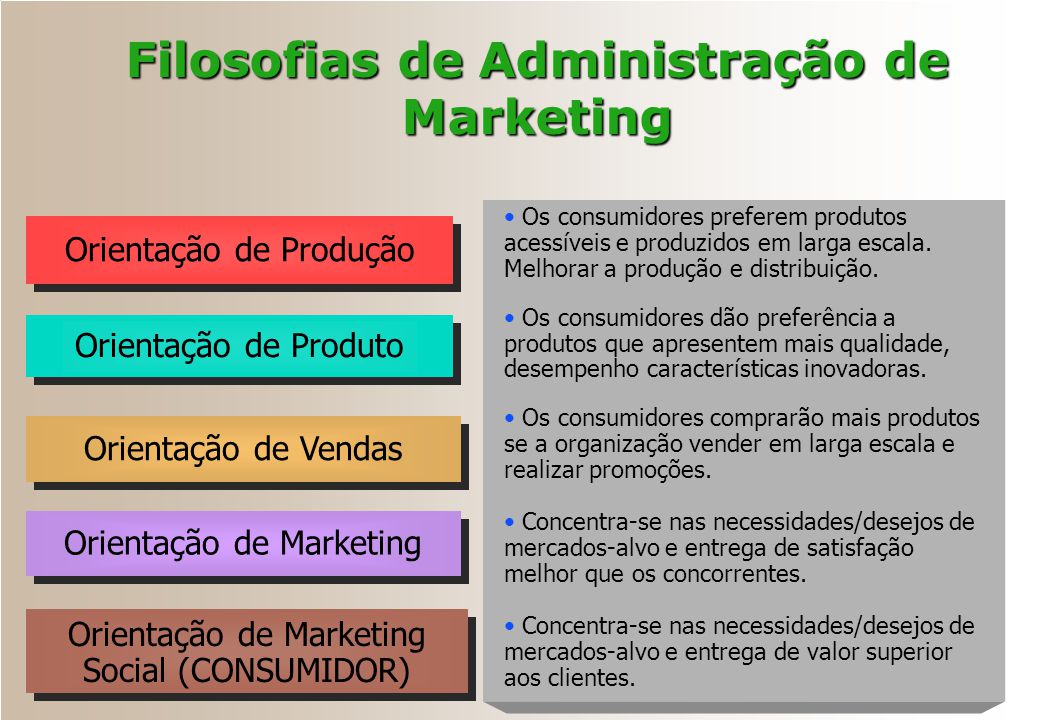 Filosofias de Administração de
Marketing
Orientação de Produção
• Os consumidores preferem produtos
acessíveis e produzidos em larga escala.
Melhorar a produção e distribuição.
Orientação de Produto
• Os consumidores dão preferência a
produtos que apresentem mais qualidade,
desempenho características inovadoras.
Orientação de Vendas
• Os consumidores comprarão mais produtos
se a organização vender em larga escala e
realizar promoções.
Orientação de Marketing
• Concentra-se nas necessidades/desejos de
mercados-alvo e entrega de satisfação
melhor que os concorrentes.
Orientação de Marketing
Social (CONSUMIDOR)
• Concentra-se nas necessidades/desejos de
mercados-alvo e entrega de valor superior
aos clientes.